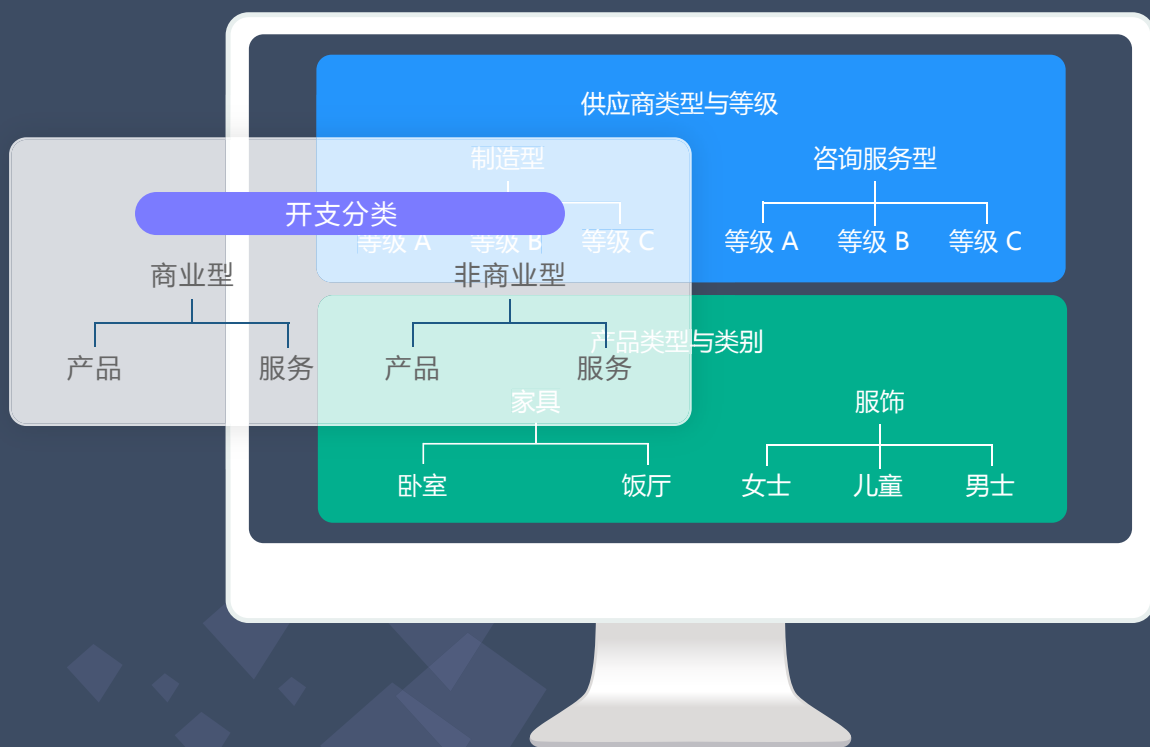 供应商类型与等级
制造型 咨询服务型
等级 A 等级 B 等级 C 等级 A 等级 B 等级 C
开支分类
商业型 非商业型
产品 服务 产品 服务
产品类型与类别
家具 服饰
卧室 饭厅 女士 儿童 男士